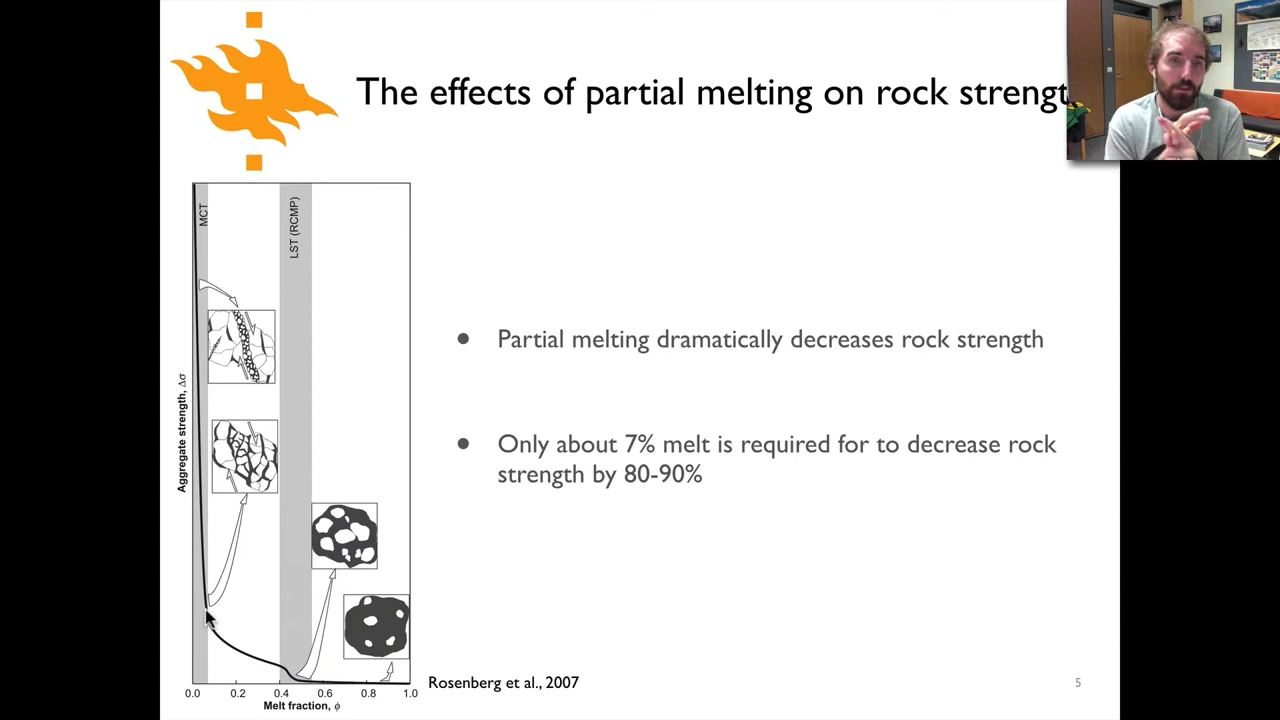 The effects of partial melting on rock strengt
MCT
LST (RCMP)
Aggregate strength, Δσ
● Partial melting dramatically decreases rock strength
● Only about 7% melt is required for to decrease rock
strength by 80-90%
0.0 0.2 0.4 0.6 0.8 1.0
Melt fraction, ϕ
Rosenberg et al., 2007
5